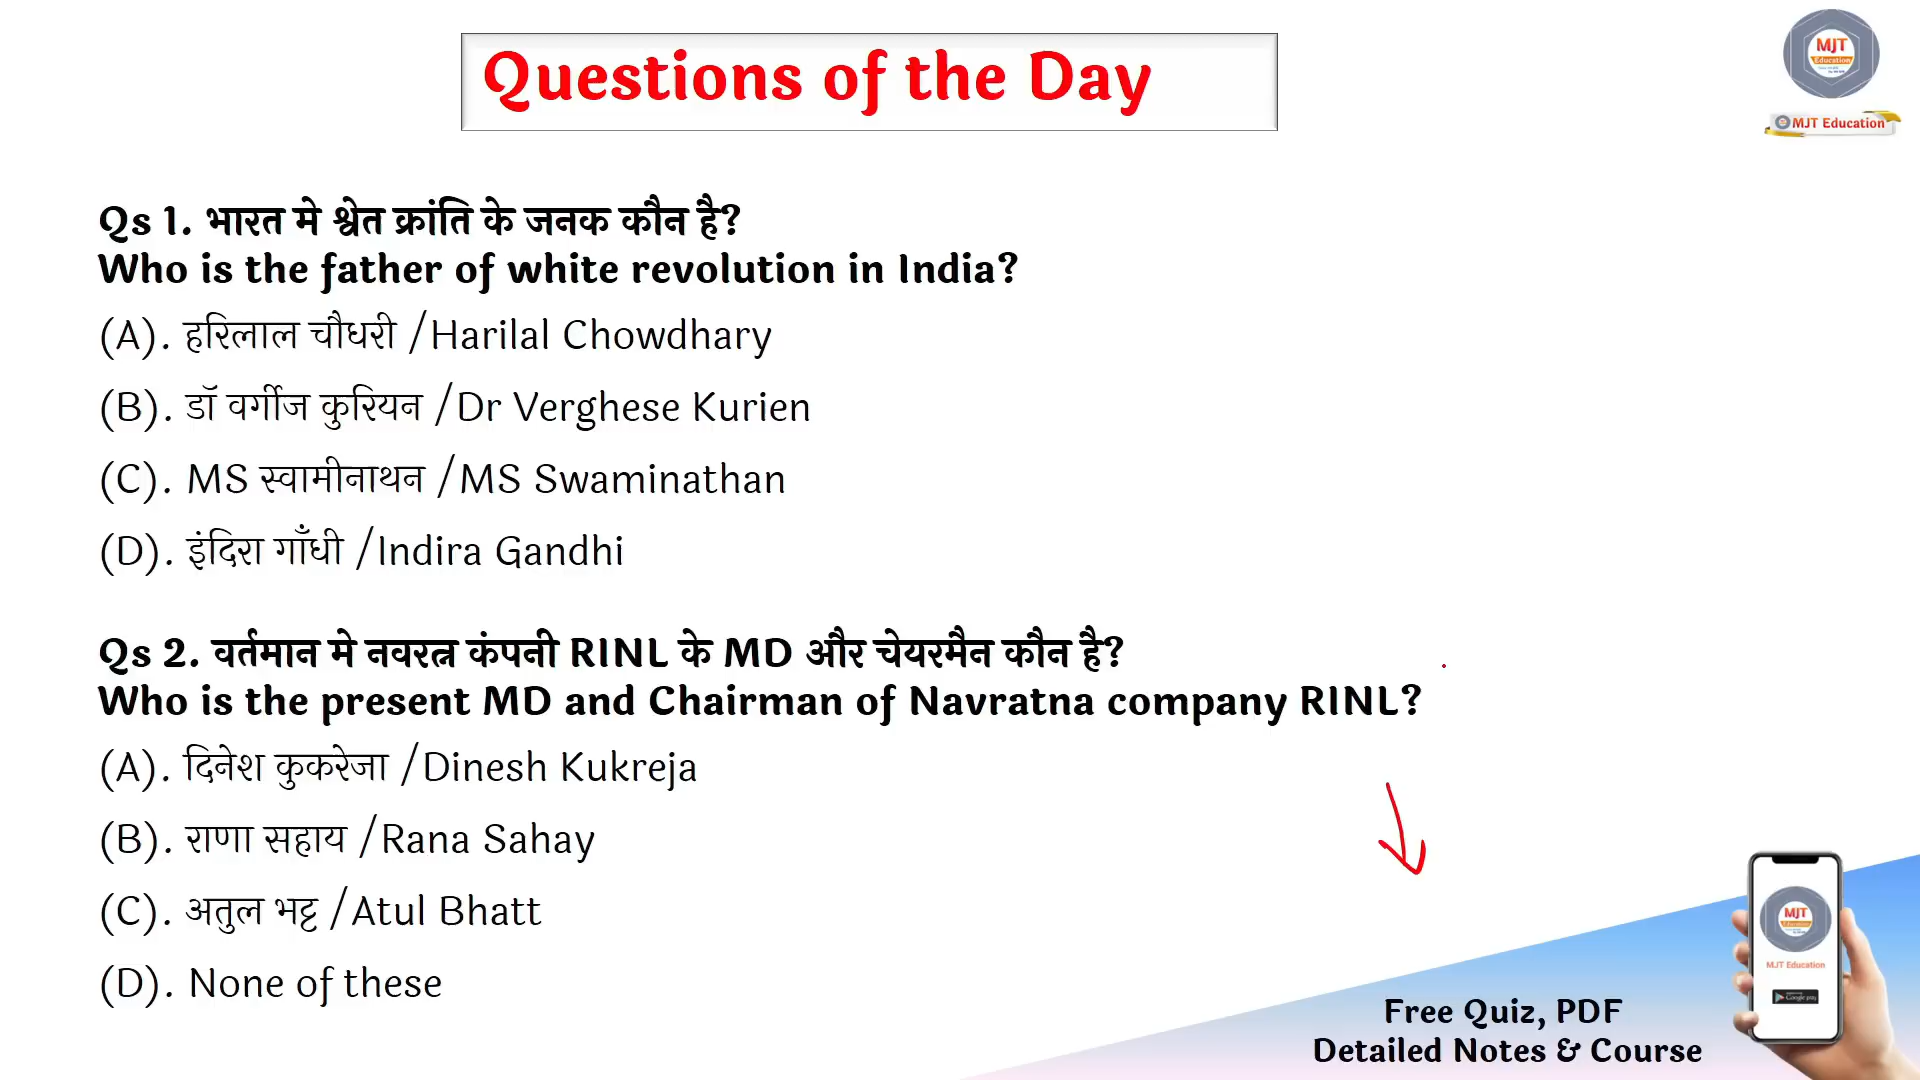 Questions of the Day
MJT
Education
MJT Education
Qs 1. भारत मे श्वेत क्रांति के जनक कौन है?
Who is the father of white revolution in India?
(A). हरिलाल चौधरी /Harilal Chowdhary
(B). डॉ वर्गीज कुरियन /Dr Verghese Kurien
(C). MS स्वामीनाथन /MS Swaminathan
(D). इंदिरा गाँधी /Indira Gandhi
Qs 2. वर्तमान मे नवरत्न कंपनी RINL के MD और चेयरमैन कौन है?
Who is the present MD and Chairman of Navratna company RINL?
(A). दिनेश कुकरेजा /Dinesh Kukreja
(B). राणा सहाय /Rana Sahay
(C). अतुल भट्ट /Atul Bhatt
(D). None of these
MJT
Education
MJT Education
Google play
Free Quiz, PDF
Detailed Notes & Course